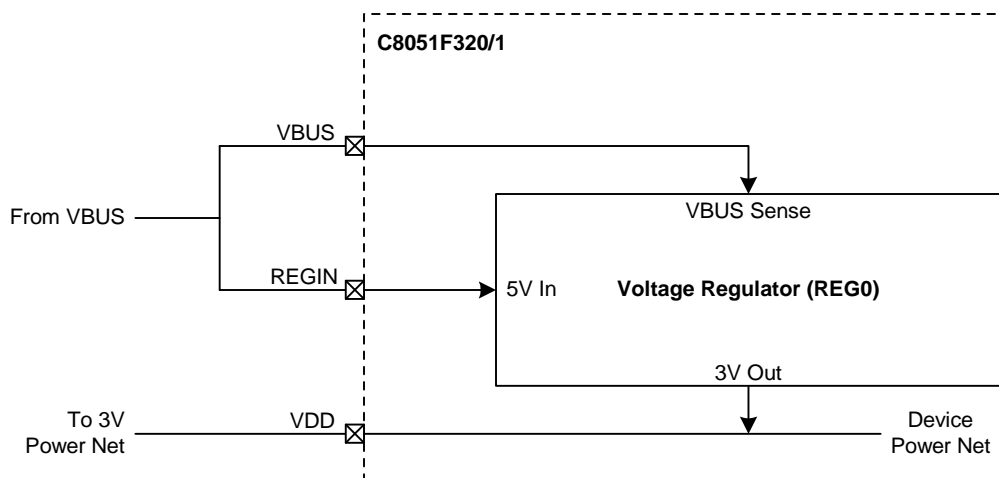 C8051F320/1
VBUS
From VBUS
VBUS Sense
REGIN
5V In
Voltage Regulator (REG0)
3V Out
To 3V
Power Net
VDD
Device
Power Net